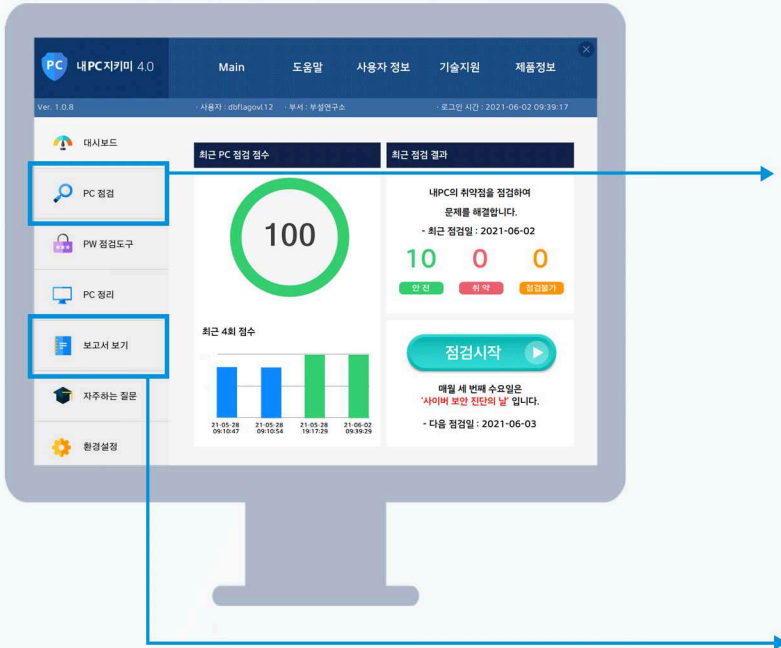 PC 내PC지키미 4.0
Main 도움말 사용자 정보 기술지원 제품정보
Ver. 1.0.8 · 사용자 : dbflagovl12 · 부서 : 부설연구소 · 로그인 시간 : 2021-06-02 09:39:17
대시보드
PC 점검
PW 점검도구
PC 정리
보고서 보기
자주하는 질문
환경설정
최근 PC 점검 점수
100
최근 4회 점수
21-05-28 21-05-28 21-05-28 21-06-02
09:10:47 09:10:54 19:17:29 09:39:29
최근 점검 결과
내PC의 취약점을 점검하여
문제를 해결합니다.
- 최근 점검일 : 2021-06-02
10 0 0
안 전 취 약 점검불가
점검시작
매월 세 번째 수요일은
'사이버 보안 진단의 날' 입니다.
- 다음 점검일 : 2021-06-03